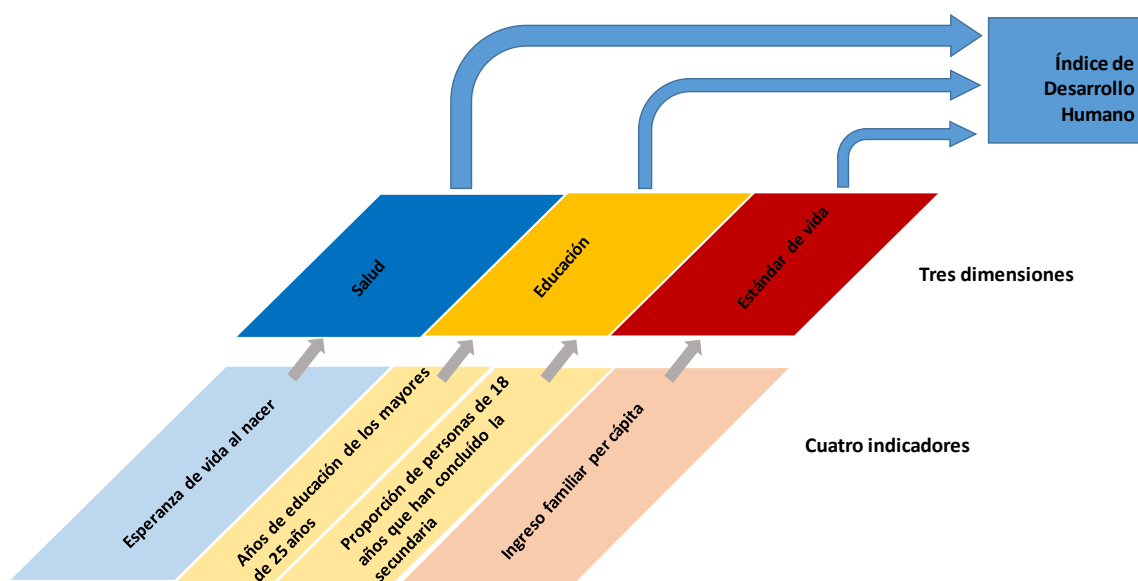 Índice de
Desarrollo
Humano
Salud
Educación
Estándar de vida
Tres dimensiones
Esperanza de vida al nacer
Años de educación de los mayores
de 25 años
Proporción de personas de 18
años que han concluído la
secundaria
Ingreso familiar per cápita
Cuatro indicadores